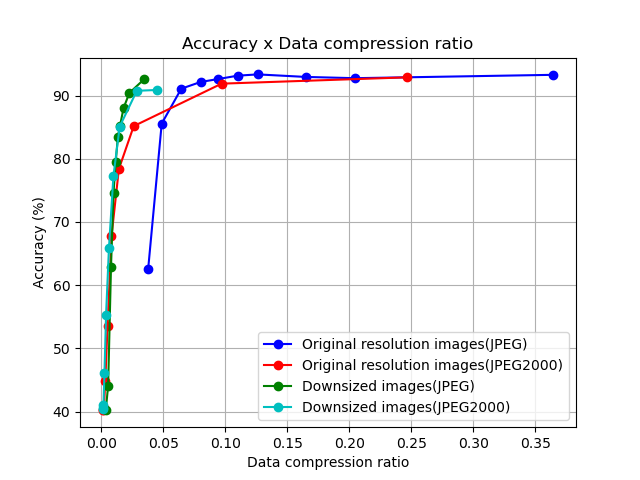 Accuracy x Data compression ratio
90
80
70
60
50
40
Accuracy (%)
Original resolution images(JPEG)
Original resolution images(JPEG2000)
Downsized images(JPEG)
Downsized images(JPEG2000)
0.00 0.05 0.10 0.15 0.20 0.25 0.30 0.35
Data compression ratio